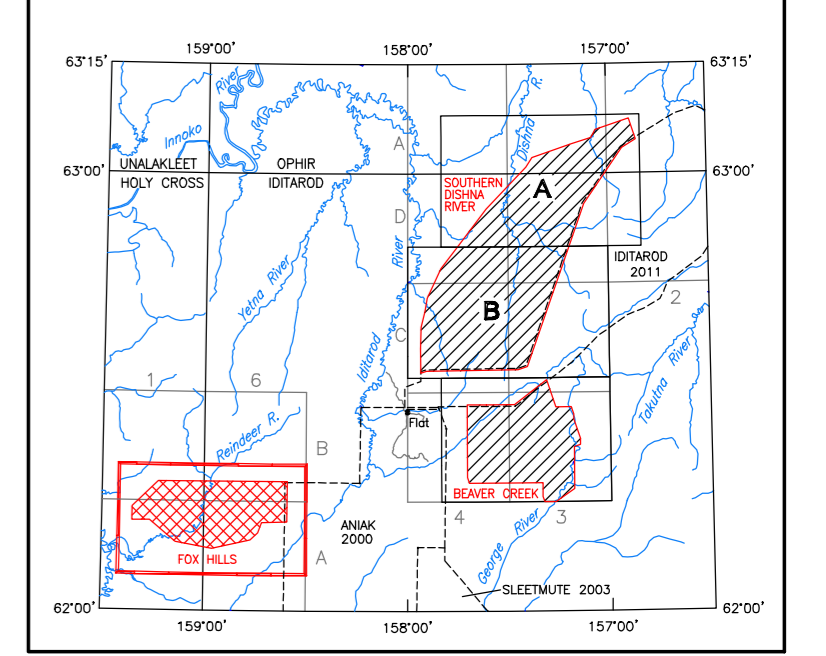 159°00'
158°00'
157°00'
63°15'
63°15'
River
R.
Innoko
Dishna
A
UNALAKLEET
OPHIR
63°00'
63°00'
HOLY CROSS
IDITAROD
SOUTHERN
DISHNA
RIVER
A
D
River
IDITAROD
2011
Yetna River
2
B
C
Iditarod
Takutna River
1
6
Flat
Reindeer R.
B
BEAVER CREEK
4
3
ANIAK
2000
George River
FOX HILLS
A
SLEETMUTE 2003
62°00'
62°00'
159°00'
158°00'
157°00'